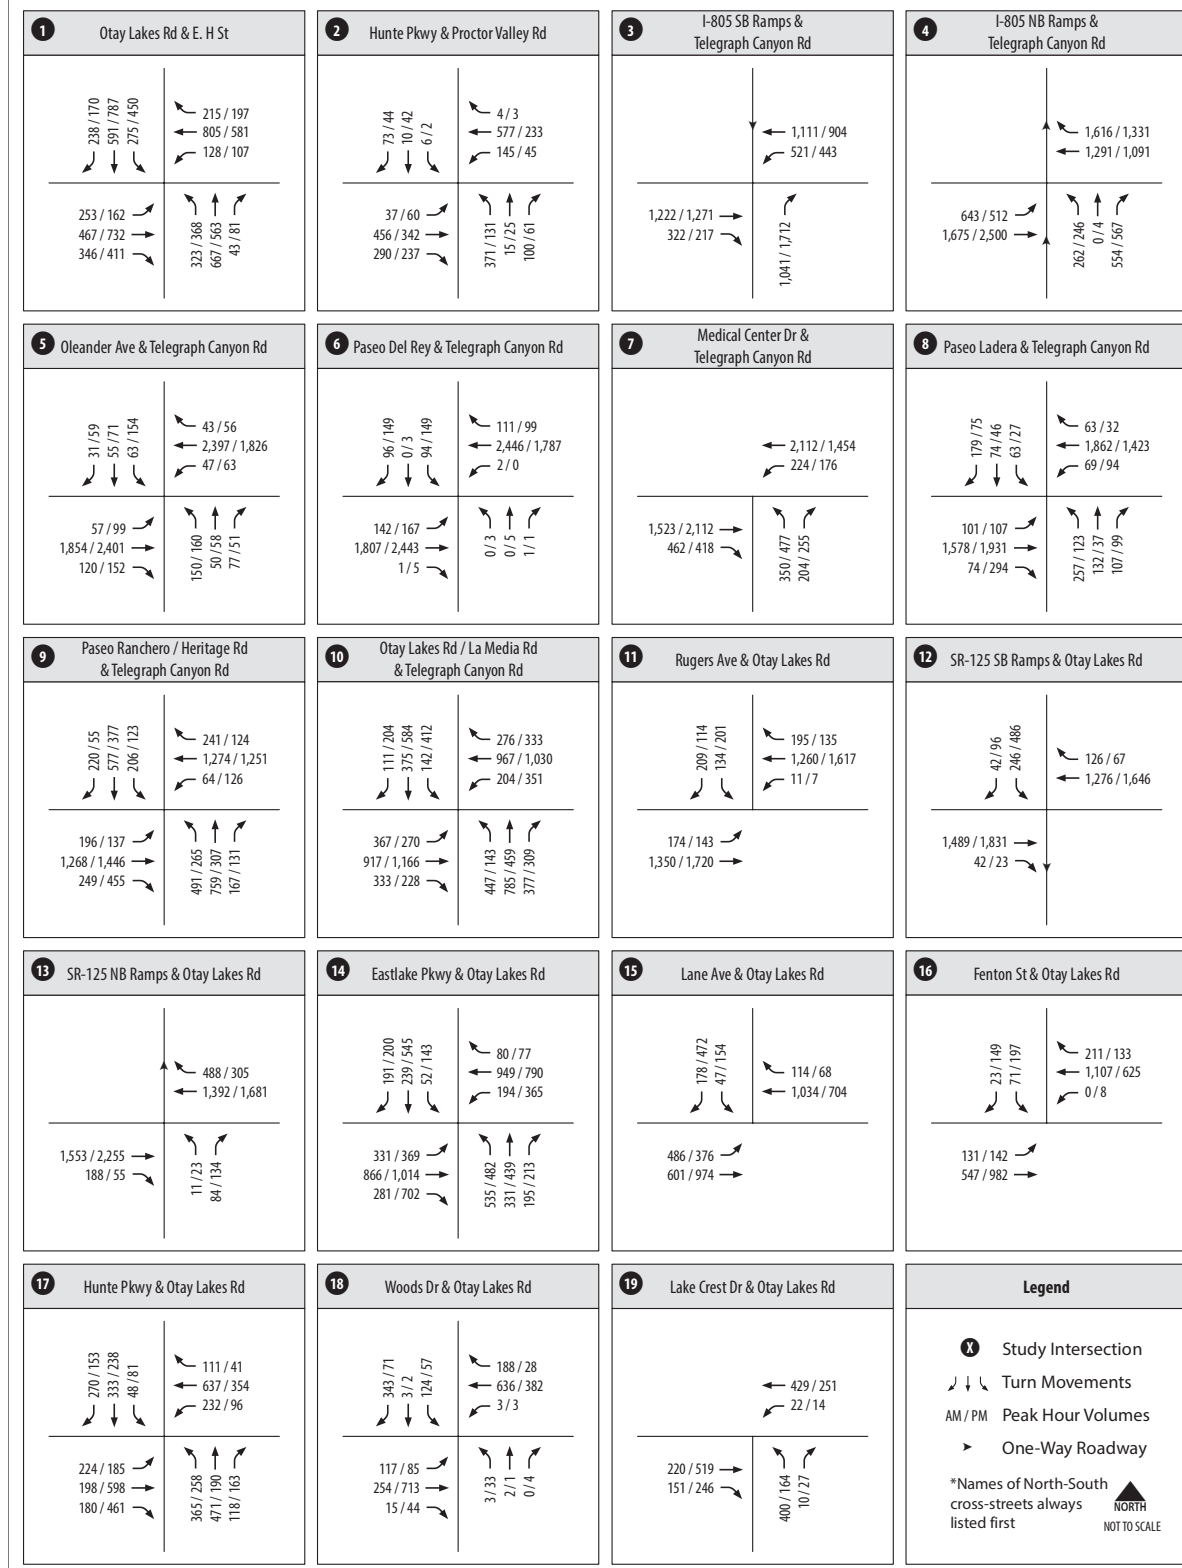 1
Otay Lakes Rd & E. H St
238 / 170
591 / 787
275 / 450
215 / 197
805 / 581
128 / 107
253 / 162
467 / 732
346 / 411
323 / 368
667 / 563
43 / 81
2
Hunte Pkwy & Proctor Valley Rd
73 / 44
10 / 42
6 / 2
4 / 3
577 / 233
145 / 45
37 / 60
456 / 342
290 / 237
371 / 131
15 / 25
100 / 61
3
I-805 SB Ramps &
Telegraph Canyon Rd
1,111 / 904
521 / 443
1,222 / 1,271
322 / 217
1,041 / 1,712
4
I-805 NB Ramps &
Telegraph Canyon Rd
1,616 / 1,331
1,291 / 1,091
643 / 512
1,675 / 2,500
262 / 246
0 / 4
554 / 567
5
Oleander Ave & Telegraph Canyon Rd
31 / 59
55 / 71
63 / 154
43 / 56
2,397 / 1,826
47 / 63
57 / 99
1,854 / 2,401
120 / 152
150 / 160
50 / 58
77 / 51
6
Paseo Del Rey & Telegraph Canyon Rd
96 / 149
0 / 3
94 / 149
111 / 99
2,446 / 1,787
2 / 0
142 / 167
1,807 / 2,443
1 / 5
0 / 3
0 / 5
1 / 1
7
Medical Center Dr &
Telegraph Canyon Rd
2,112 / 1,454
224 / 176
1,523 / 2,112
462 / 418
350 / 477
204 / 255
8
Paseo Ladera & Telegraph Canyon Rd
179 / 75
74 / 46
63 / 27
63 / 32
1,862 / 1,423
69 / 94
101 / 107
1,578 / 1,931
74 / 294
257 / 123
132 / 37
107 / 99
9
Paseo Ranchero / Heritage Rd
& Telegraph Canyon Rd
220 / 55
577 / 377
206 / 123
241 / 124
1,274 / 1,251
64 / 126
196 / 137
1,268 / 1,446
249 / 455
491 / 265
759 / 307
167 / 131
10
Otay Lakes Rd / La Media Rd
& Telegraph Canyon Rd
111 / 204
375 / 584
142 / 412
276 / 333
967 / 1,030
204 / 351
367 / 270
917 / 1,166
333 / 228
447 / 143
785 / 459
377 / 309
11
Rugers Ave & Otay Lakes Rd
209 / 114
134 / 201
195 / 135
1,260 / 1,617
11 / 7
174 / 143
1,350 / 1,720
12
SR-125 SB Ramps & Otay Lakes Rd
42 / 96
246 / 486
126 / 67
1,276 / 1,646
1,489 / 1,831
42 / 23
13
SR-125 NB Ramps & Otay Lakes Rd
488 / 305
1,392 / 1,681
1,553 / 2,255
188 / 55
11 / 23
84 / 134
14
Eastlake Pkwy & Otay Lakes Rd
191 / 200
239 / 545
52 / 143
80 / 77
949 / 790
194 / 365
331 / 369
866 / 1,014
281 / 702
535 / 482
331 / 439
195 / 213
15
Lane Ave & Otay Lakes Rd
178 / 472
47 / 154
114 / 68
1,034 / 704
486 / 376
601 / 974
16
Fenton St & Otay Lakes Rd
23 / 149
71 / 197
211 / 133
1,107 / 625
0 / 8
131 / 142
547 / 982
17
Hunte Pkwy & Otay Lakes Rd
270 / 153
333 / 238
48 / 81
111 / 41
637 / 354
232 / 96
224 / 185
198 / 598
180 / 461
365 / 258
471 / 190
118 / 163
18
Woods Dr & Otay Lakes Rd
343 / 71
3 / 2
124 / 57
188 / 28
636 / 382
3 / 3
117 / 85
254 / 713
15 / 44
3 / 33
2 / 1
0 / 4
19
Lake Crest Dr & Otay Lakes Rd
429 / 251
22 / 14
220 / 519
151 / 246
400 / 164
10 / 27
Legend
X Study Intersection
Turn Movements
AM / PM Peak Hour Volumes
One-Way Roadway
*Names of North-South
cross-streets always
listed first
NORTH
NOT TO SCALE